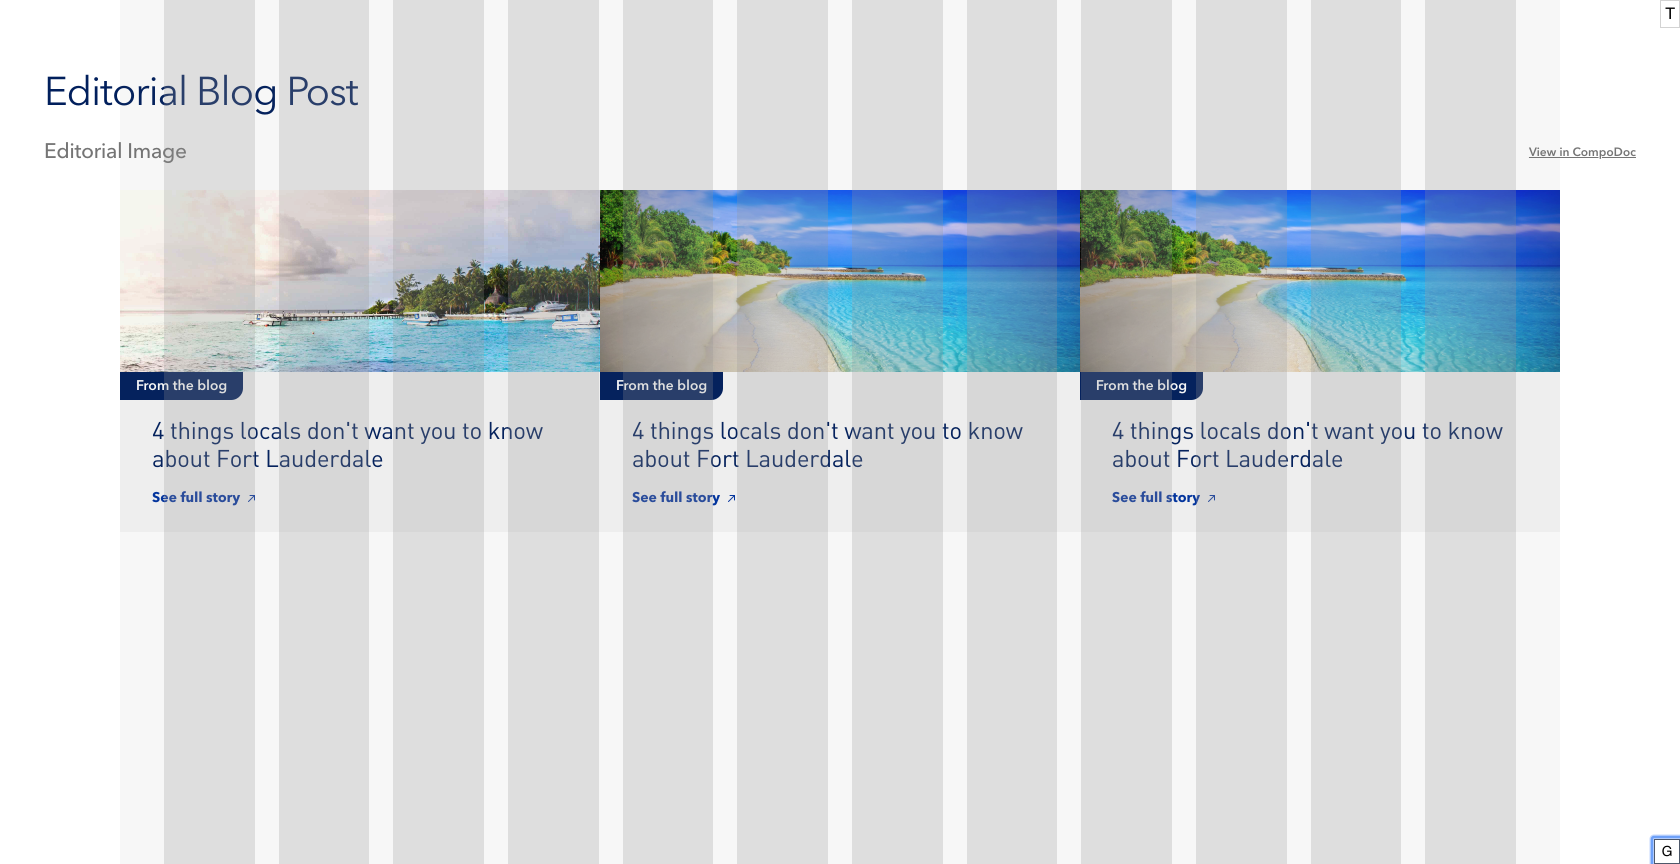 T
Editorial Blog Post
Editorial Image
View in CompoDoc
From the blog
4 things locals don't want you to know
about Fort Lauderdale
See full story
From the blog
4 things locals don't want you to know
about Fort Lauderdale
See full story
From the blog
4 things locals don't want you to know
about Fort Lauderdale
See full story
G